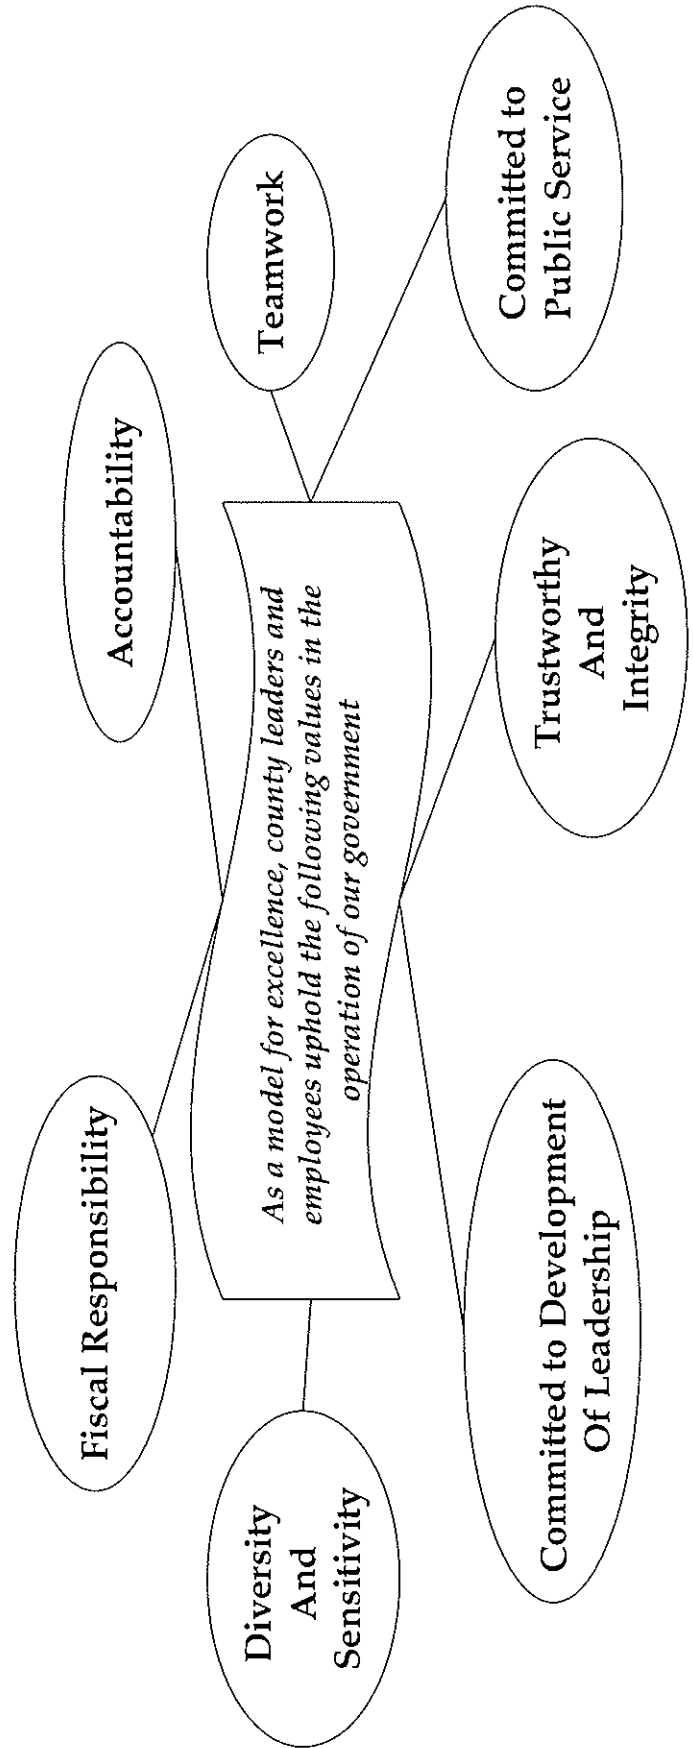 Fiscal Responsibility
Accountability
Diversity
And
Sensitivity
As a model for excellence, county leaders and
employees uphold the following values in the
operation of our government
Teamwork
Committed to Development
Of Leadership
Trustworthy
And
Integrity
Committed to
Public Service